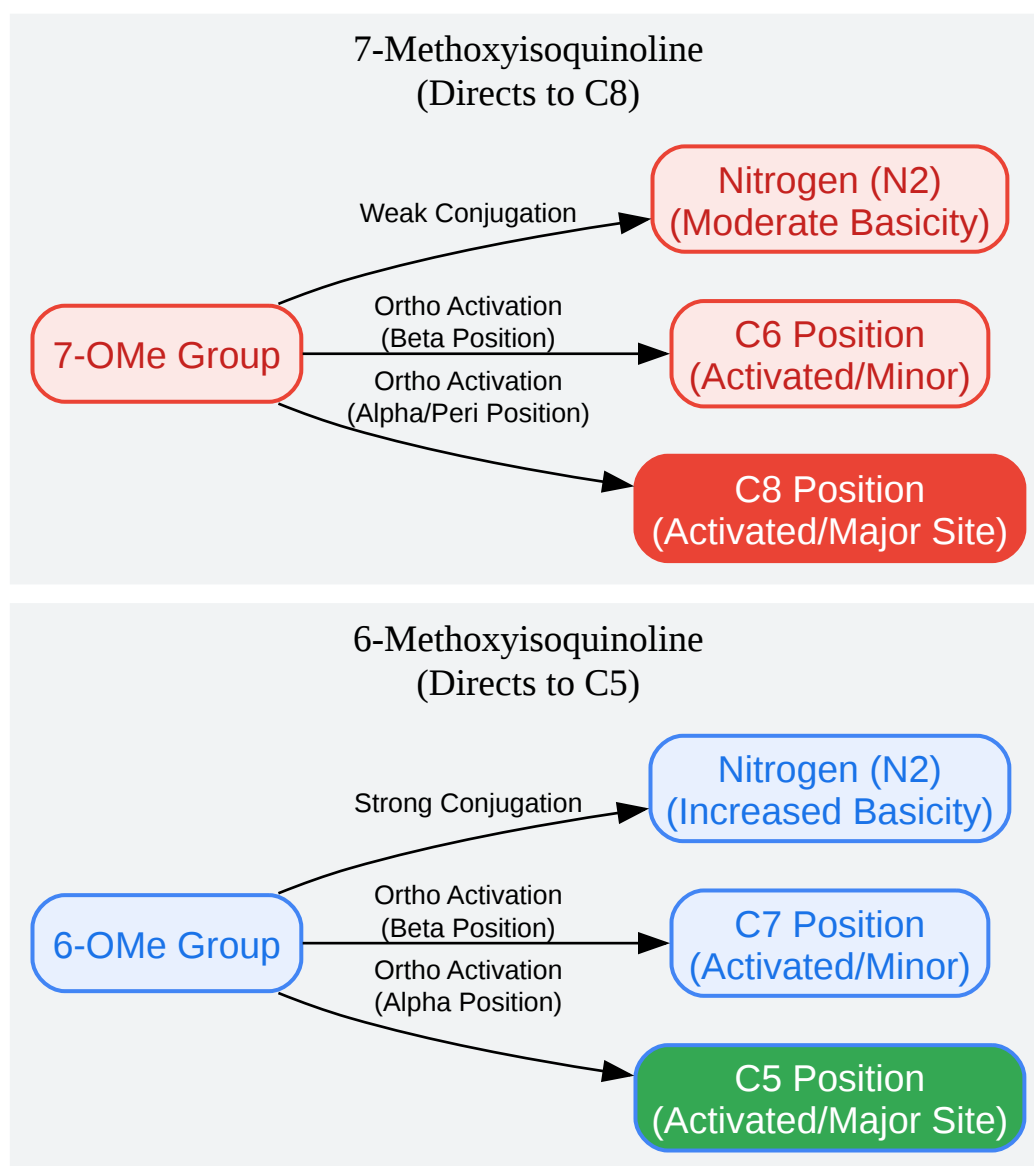 7-Methoxyisoquinoline
(Directs to C8)
Nitrogen (N2)
(Moderate Basicity)
Weak Conjugation
Ortho Activation
(Beta Position)
C6 Position
(Activated/Minor)
7-OMe Group
Ortho Activation
(Alpha/Peri Position)
C8 Position
(Activated/Major Site)
6-Methoxyisoquinoline
(Directs to C5)
Nitrogen (N2)
(Increased Basicity)
Strong Conjugation
Ortho Activation
(Beta Position)
C7 Position
(Activated/Minor)
6-OMe Group
Ortho Activation
(Alpha Position)
C5 Position
(Activated/Major Site)